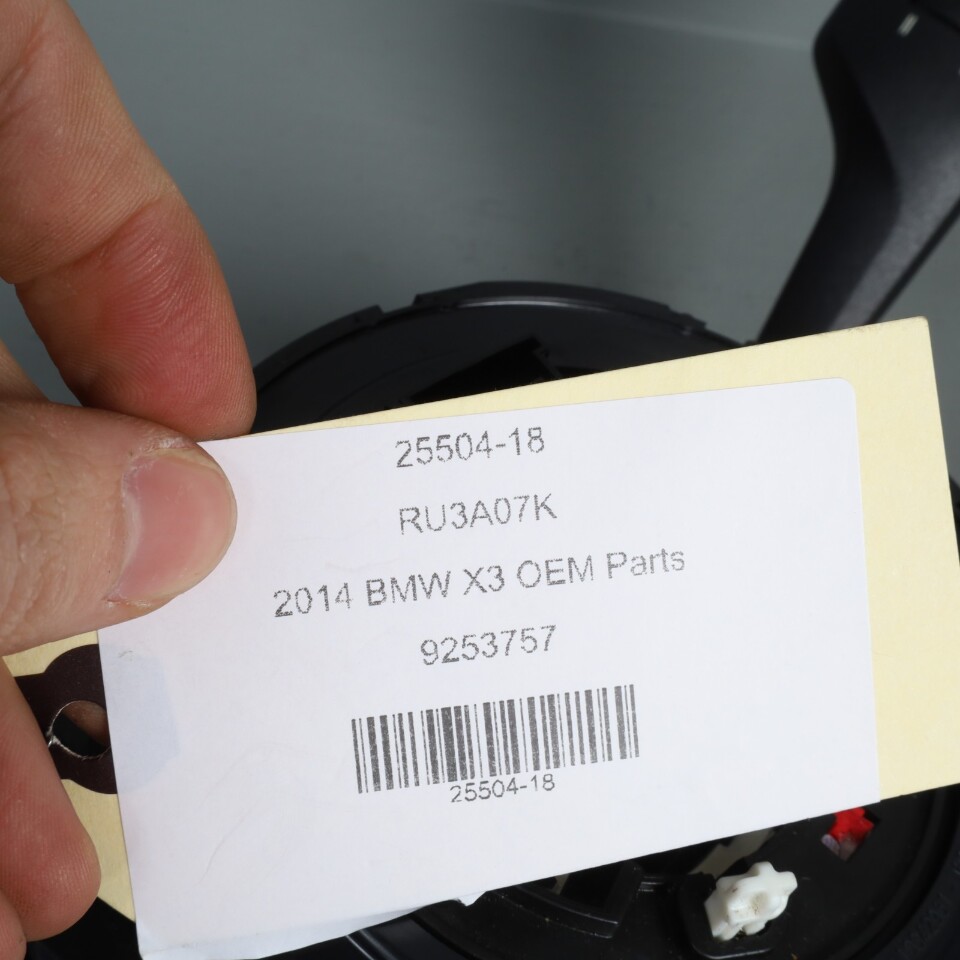 25504-18
RU3A07K
2014 BMW X3 OEM Parts
9253757
25504-18